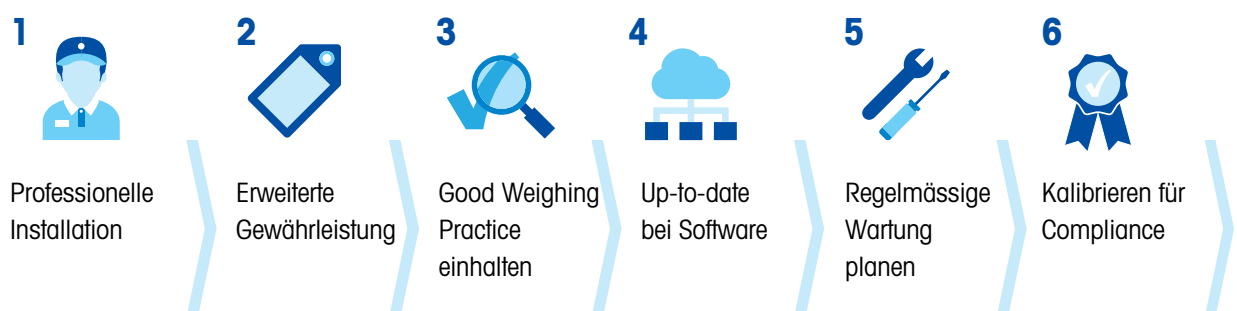 1
Professionelle
Installation
2
Erweiterte
Gewährleistung
3
Good Weighing
Practice
einhalten
4
Up-to-date
bei Software
5
Regelmässige
Wartung
planen
6
Kalibrieren für
Compliance